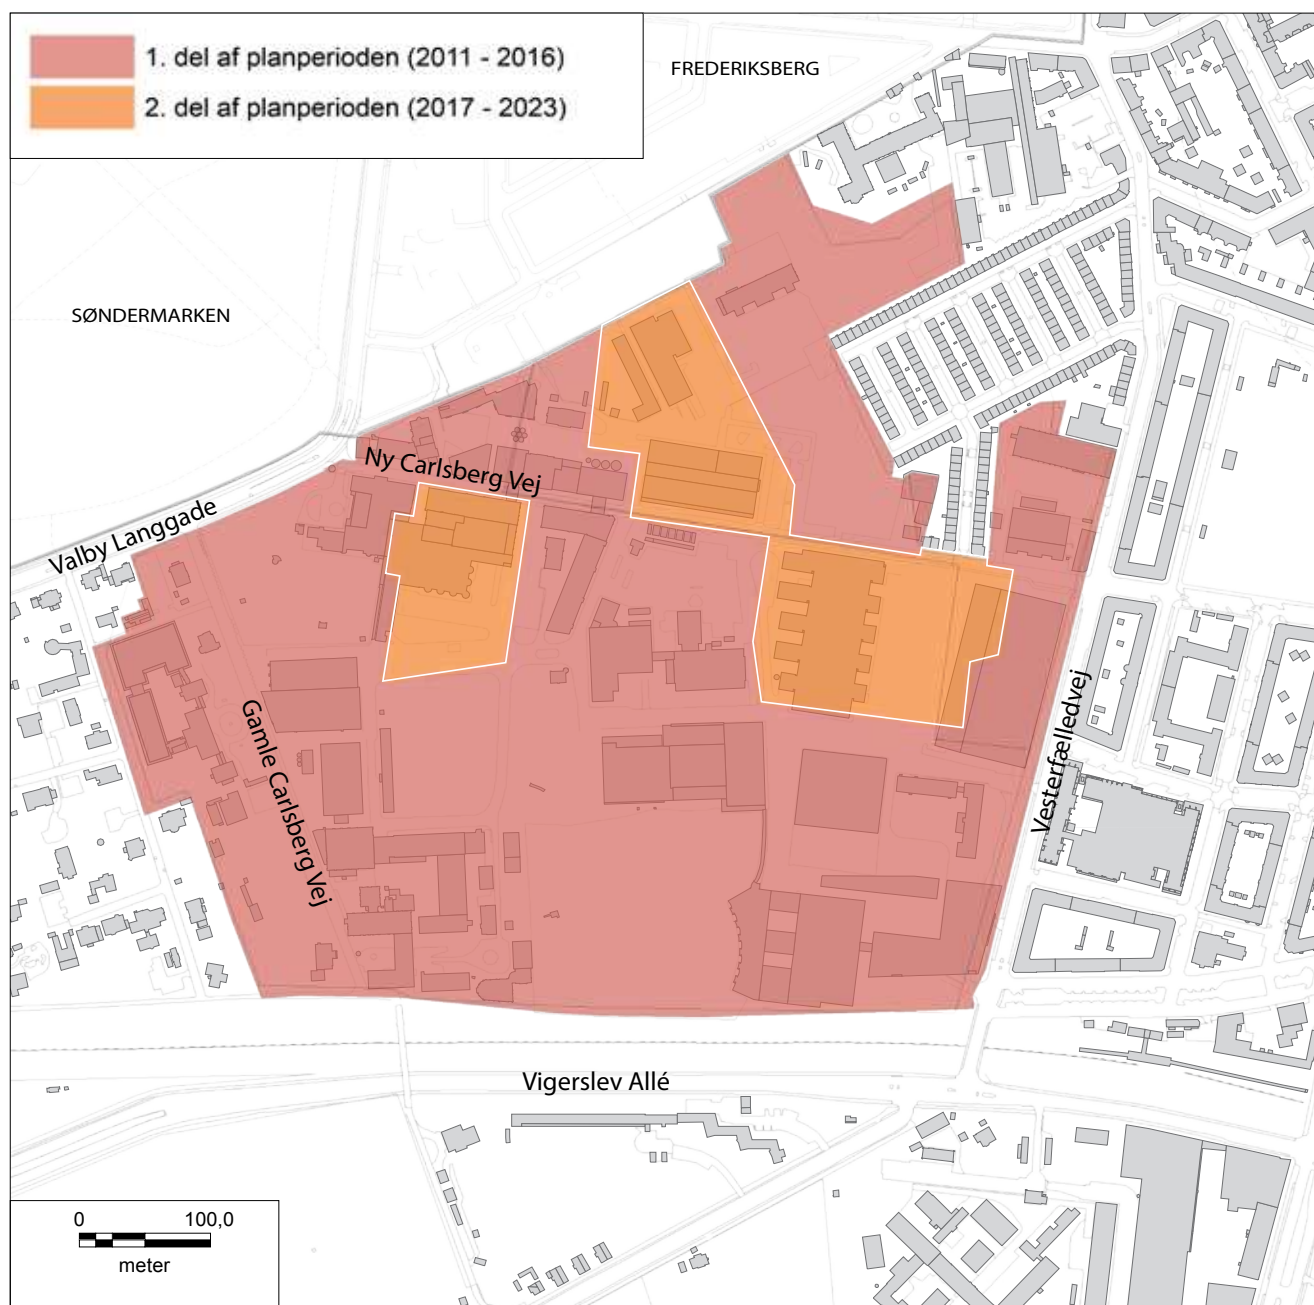 1. del af planperioden (2011 - 2016)
2. del af planperioden (2017 - 2023)
FREDERIKSBERG
SØNDERMARKEN
Ny Carlsberg Vej
Valby Langgade
Gamle Carlsberg Vej
Vesterfælledvej
Vigerslev Allé
0 100,0
meter